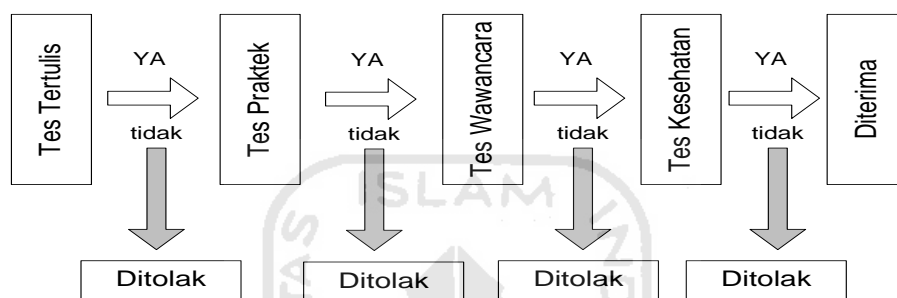 Tes Tertulis
YA
tidak
Tes Praktek
YA
tidak
Tes Wawancara
YA
tidak
Tes Kesehatan
YA
tidak
Diterima
Ditolak
Ditolak
Ditolak
Ditolak
ISLAM